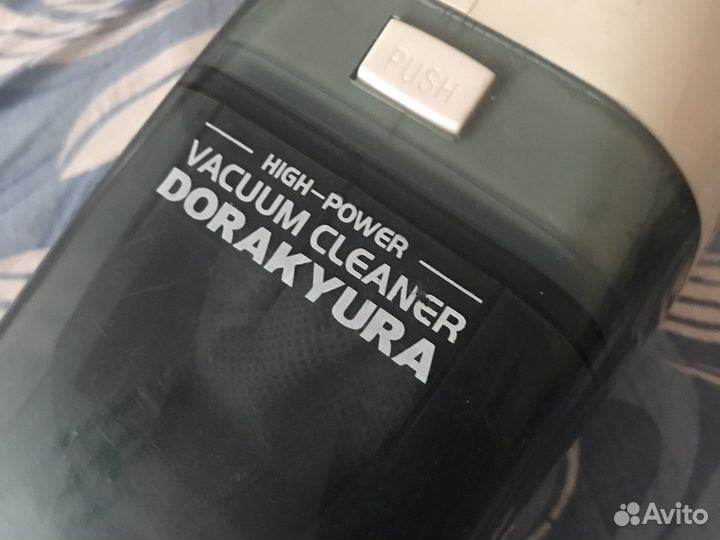 PUSH
HIGH-POWER
VACUUM CLEANER
DORAKYURA
Avito